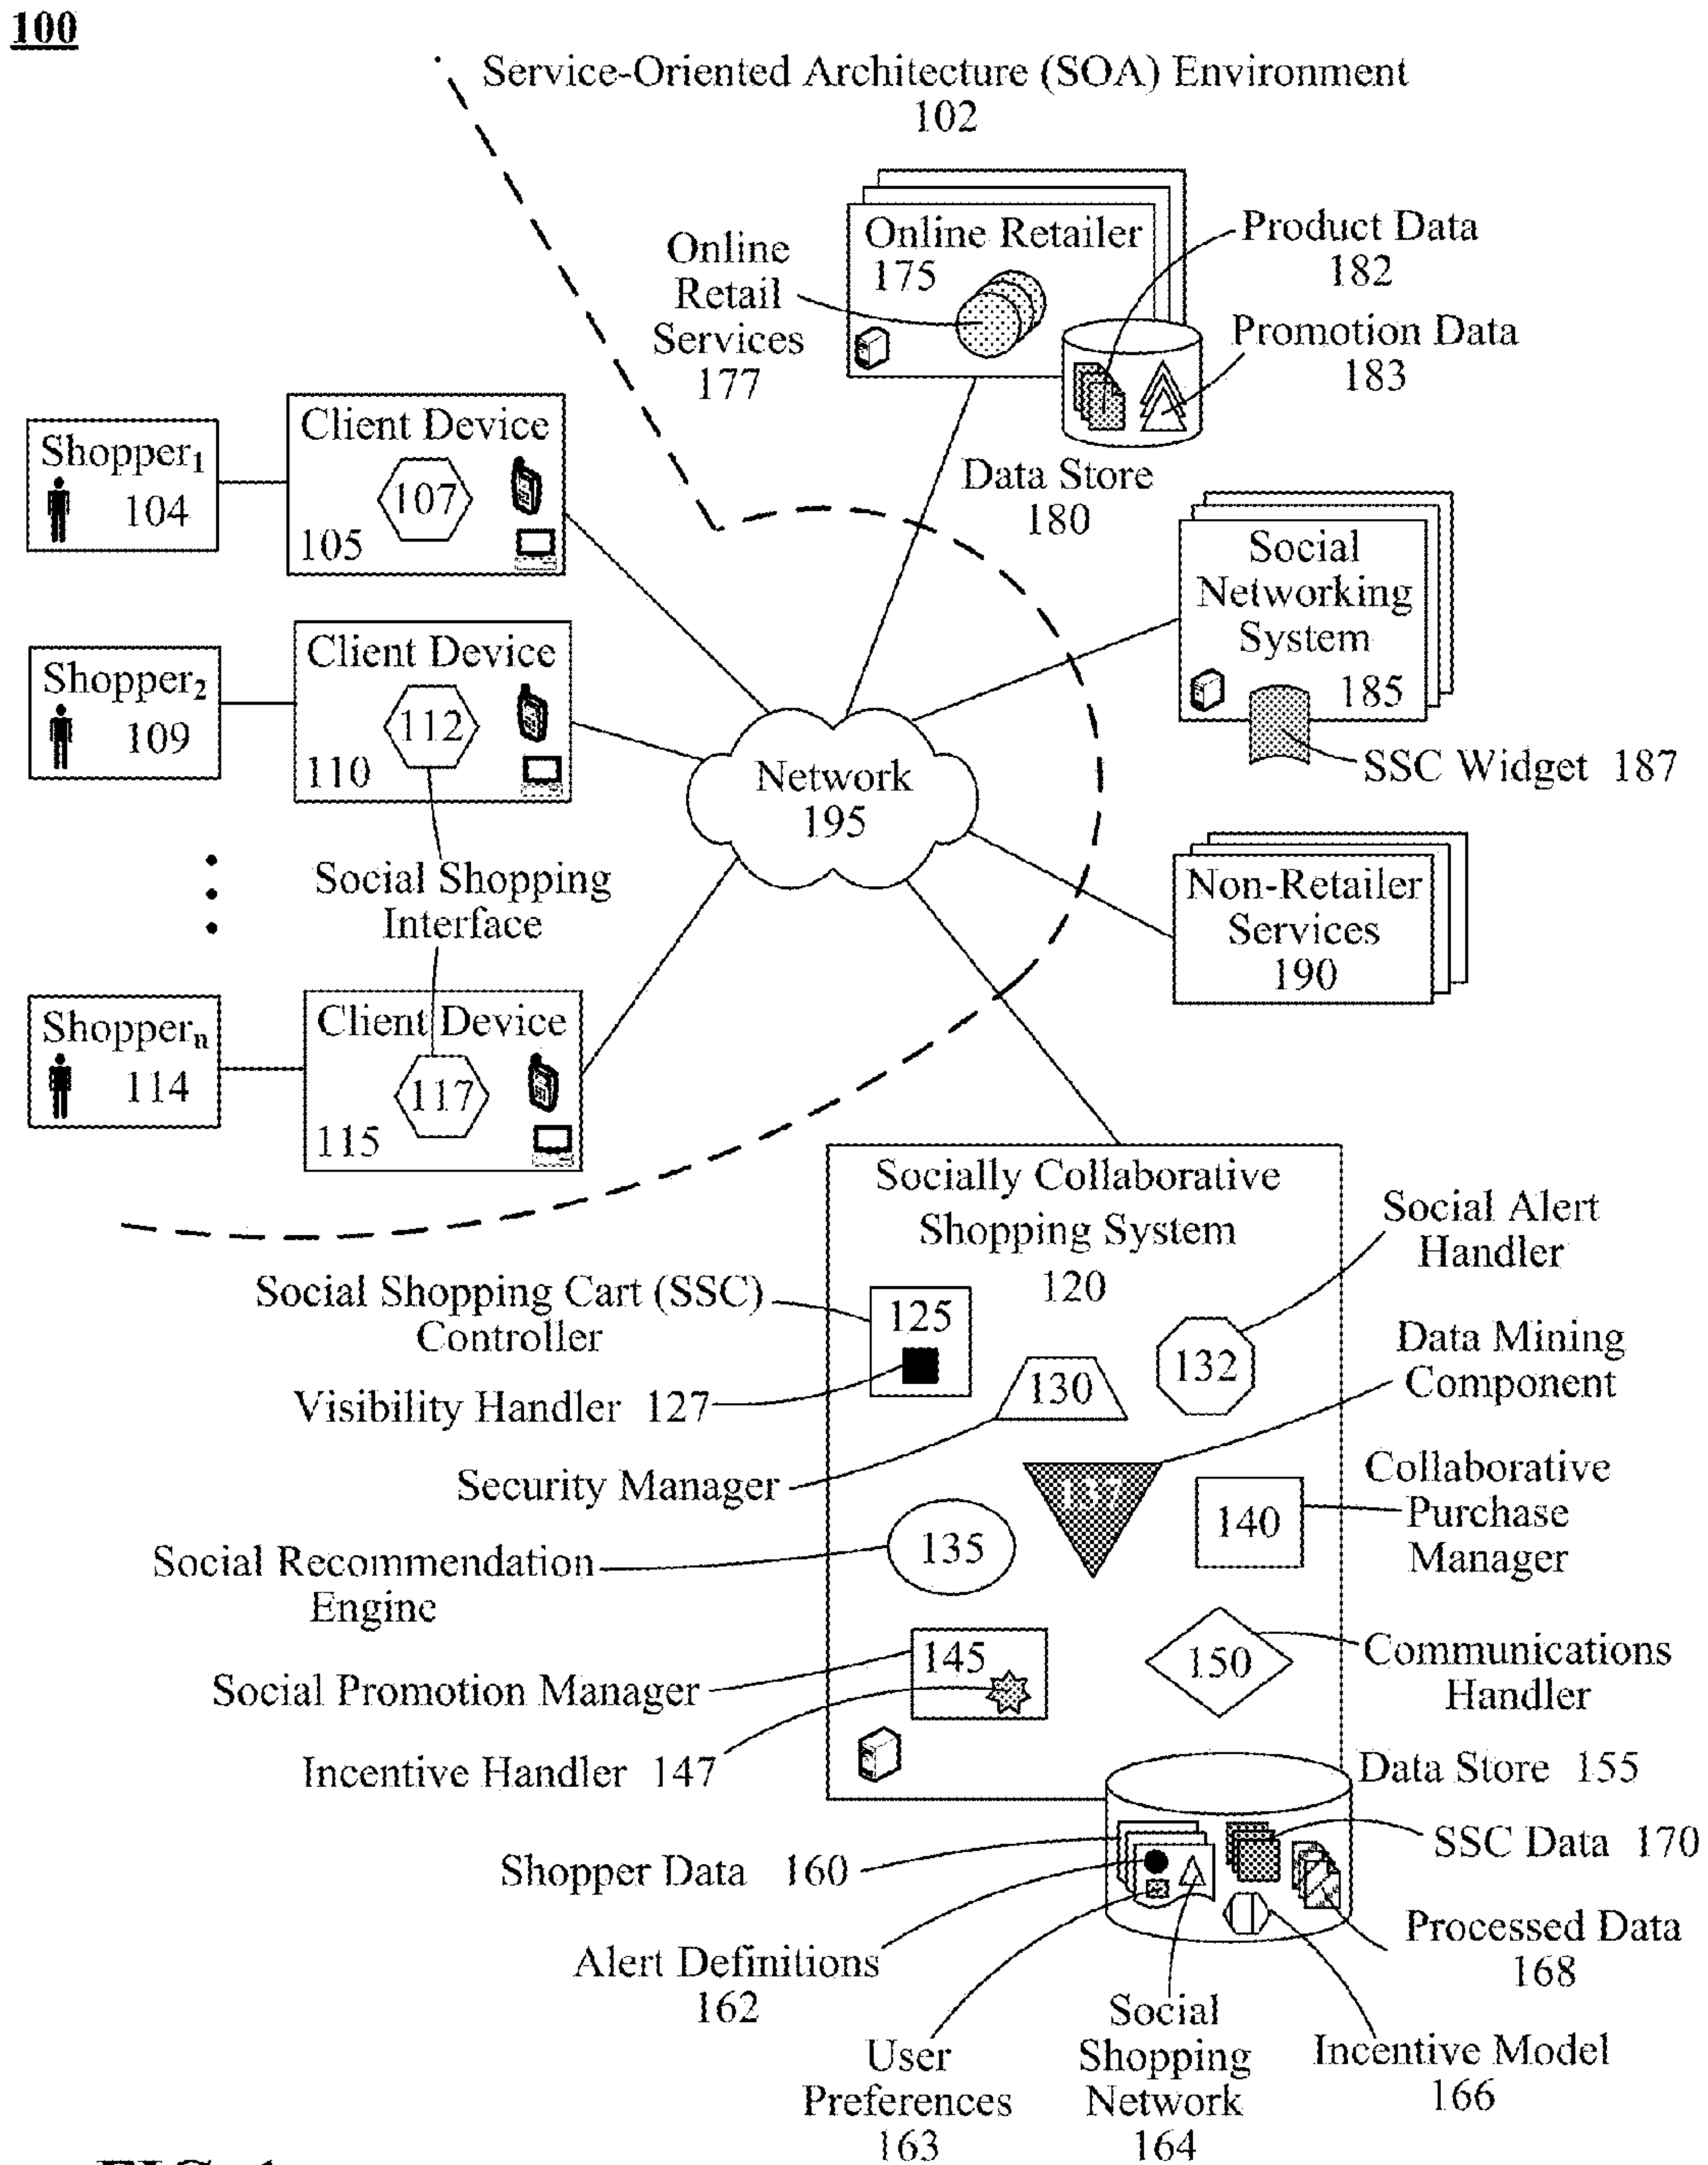 100
Service-Oriented Architecture (SOA) Environment
102
Online Retailer
175
Online
Retail
Services
177
Product Data
182
Promotion Data
183
Data Store
180
Shopper1
104
Client Device
107
105
Shopper2
109
Client Device
112
110
Social Shopping
Interface
Shoppern
114
Client Device
117
115
Network
195
Social
Networking
System
185
SSC Widget 187
Non-Retailer
Services
190
Socially Collaborative
Shopping System
120
Social Shopping Cart (SSC)
Controller
125
Visibility Handler 127
Security Manager
130
Social Alert
Handler
132
Data Mining
Component
137
Social Recommendation
Engine
135
Collaborative
Purchase
Manager
140
Social Promotion Manager
145
Incentive Handler 147
Communications
Handler
150
Data Store 155
Shopper Data 160
SSC Data 170
Alert Definitions
162
Processed Data
168
User
Preferences
163
Social
Shopping
Network
164
Incentive Model
166